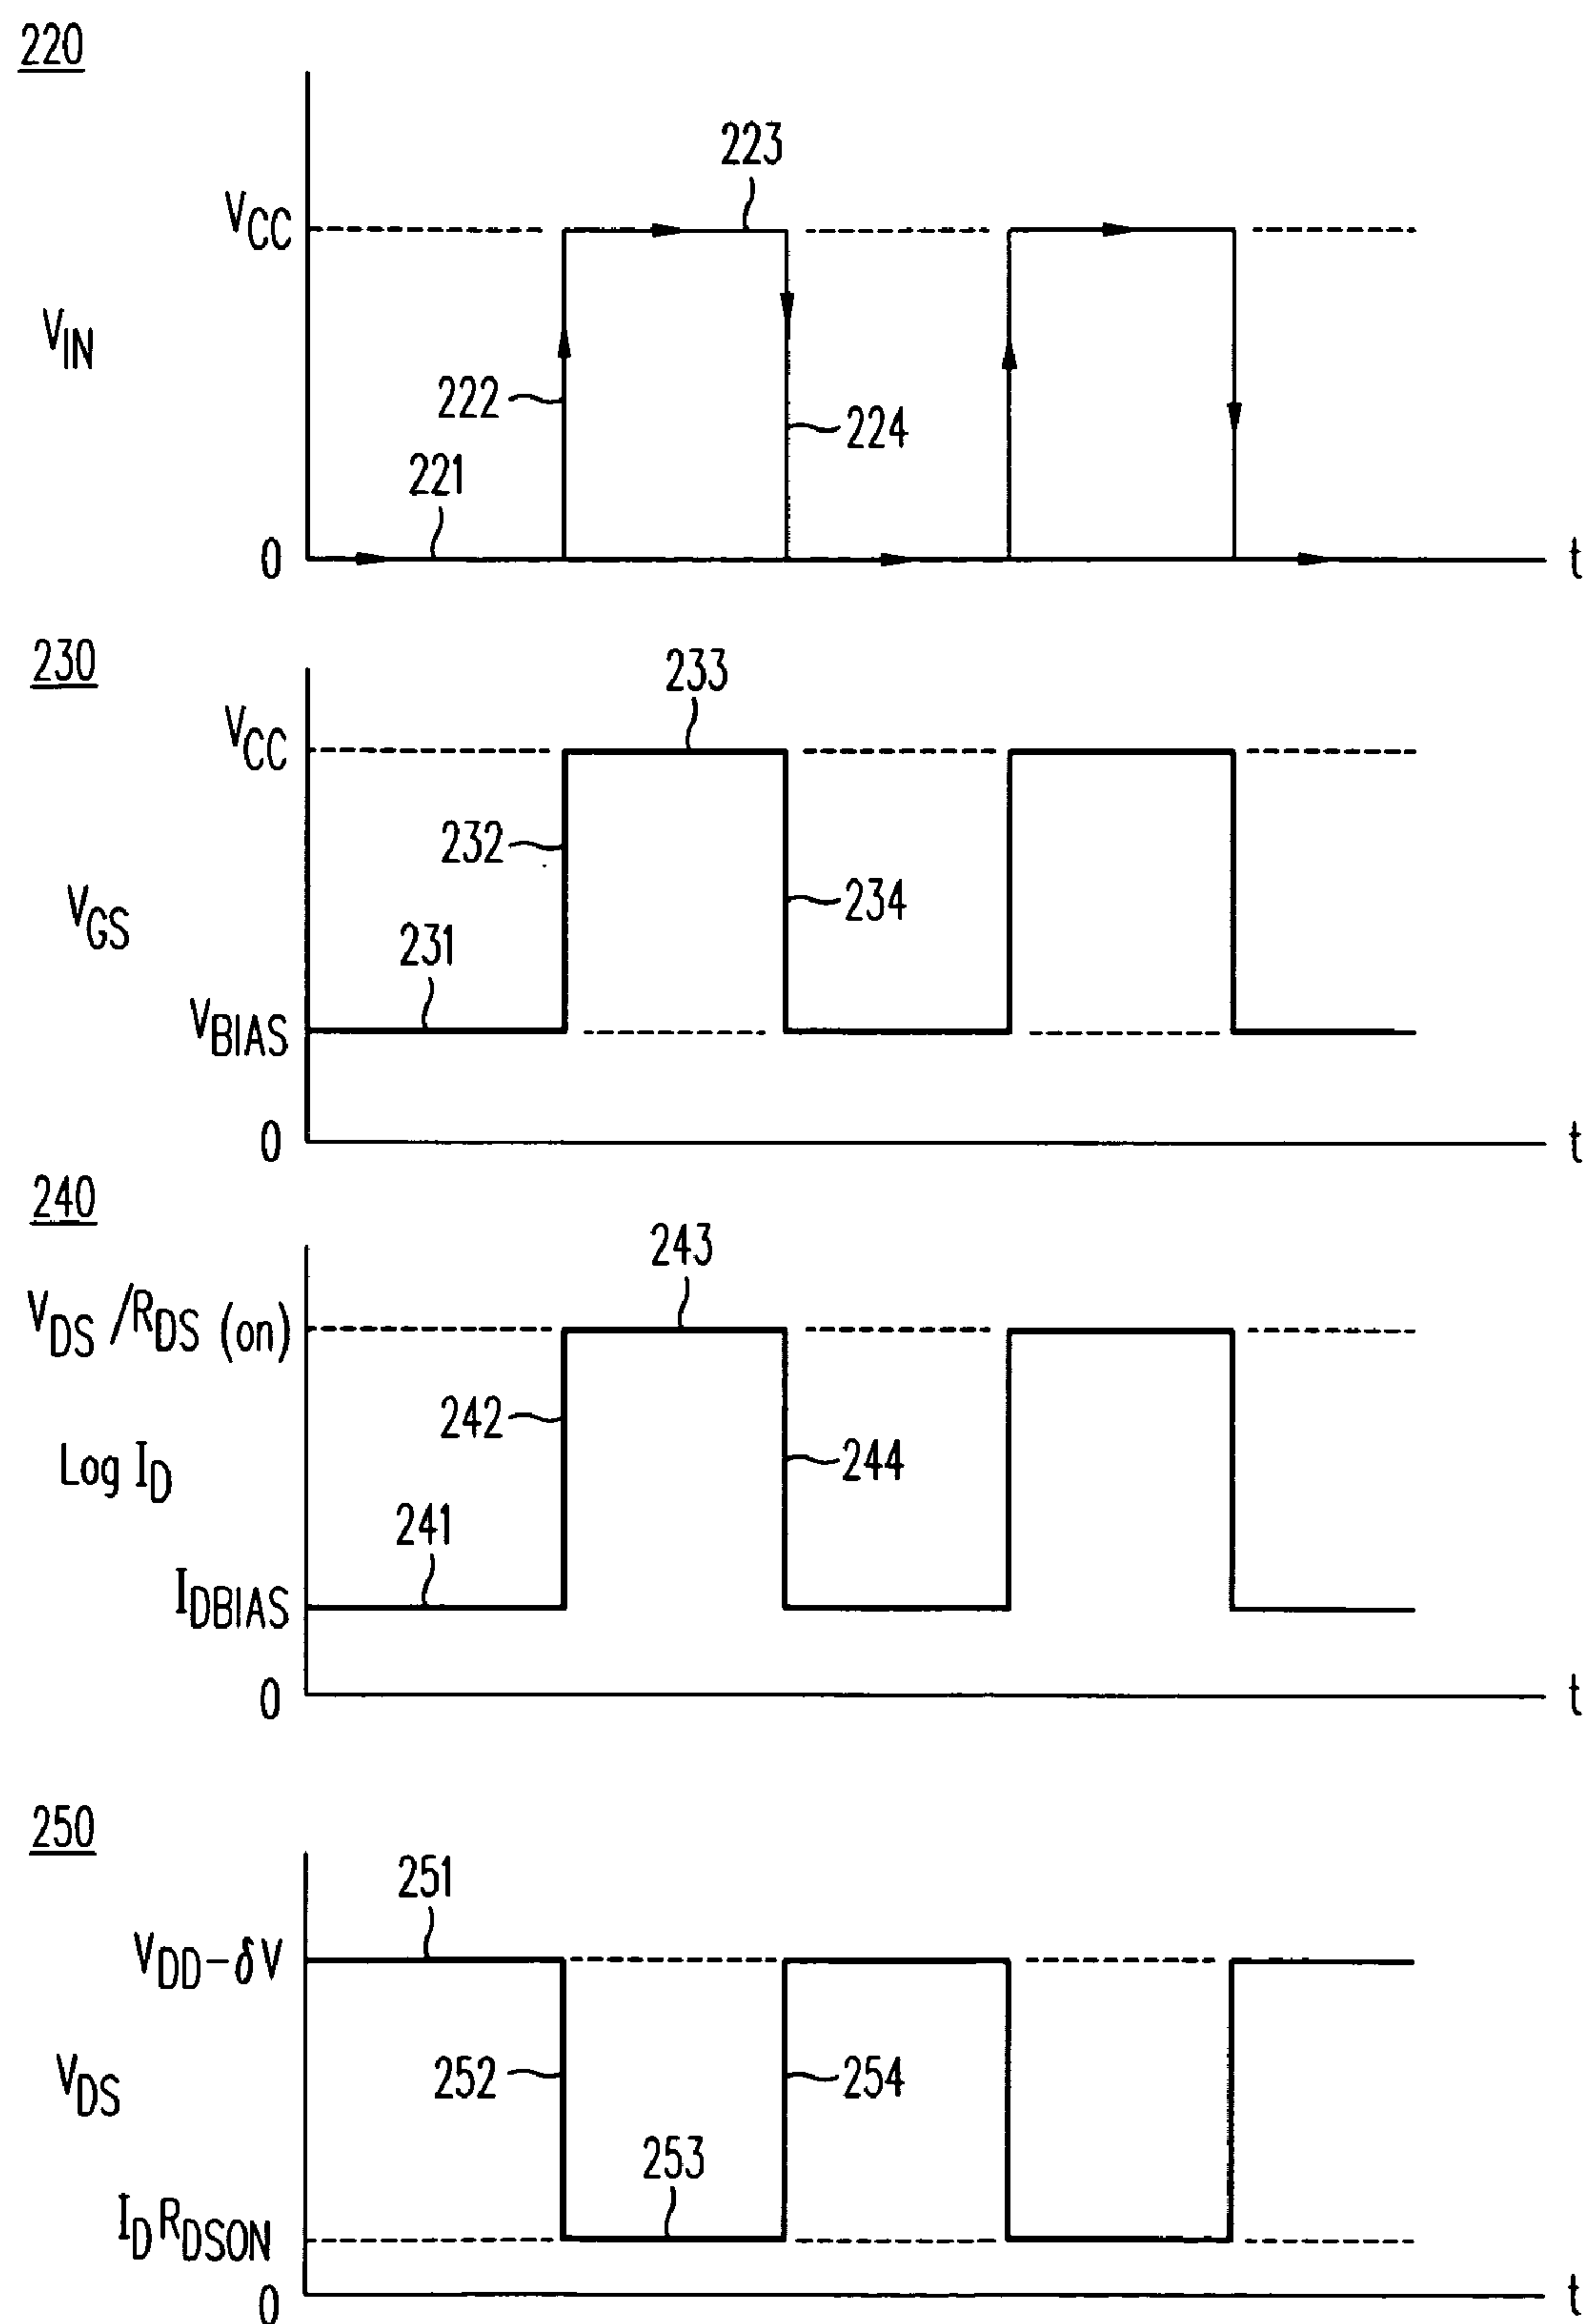 220
223
VCC
VIN
222
224
221
0
t
230
233
VCC
232
234
VGS
231
VBIAS
0
t
240
243
VDS /RDS (on)
242
244
Log ID
241
IDBIAS
0
t
250
251
VDD-δV
252
254
VDS
253
IDRDSON
0
t